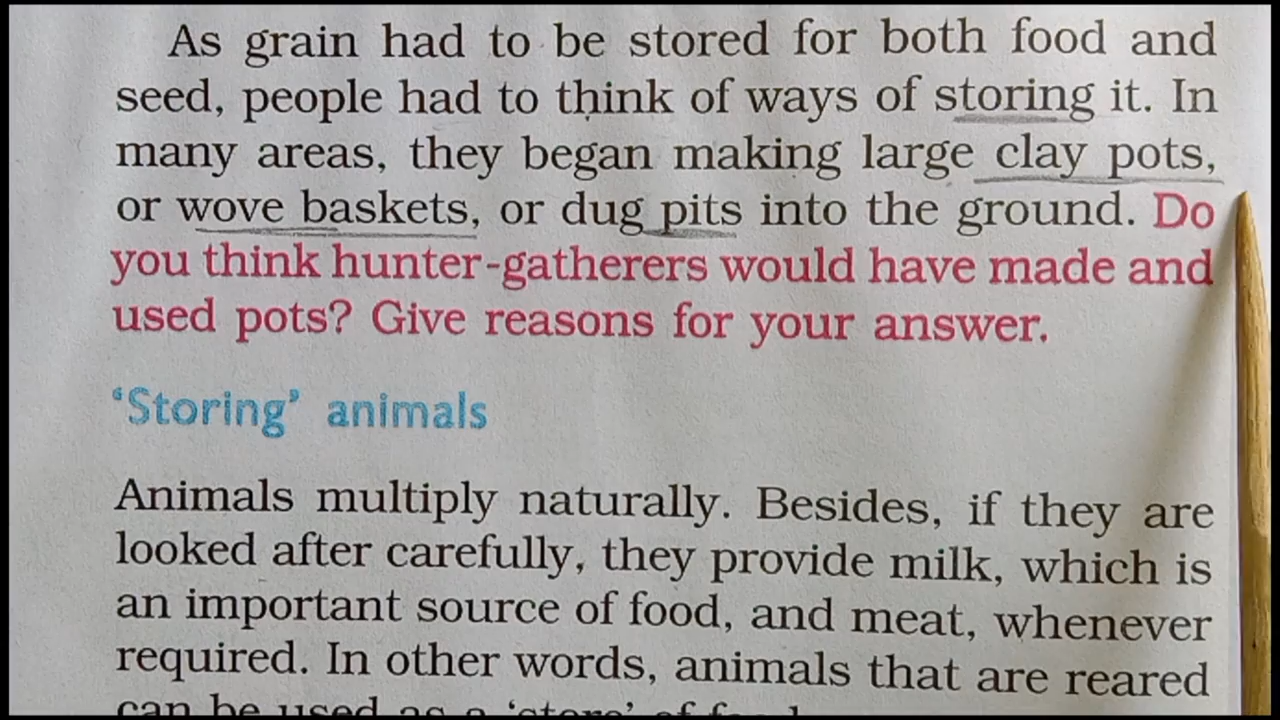 As grain had to be stored for both food and
seed, people had to think of ways of storing it. In
many areas, they began making large clay pots,
or wove baskets, or dug pits into the ground. Do
you think hunter-gatherers would have made and
used pots? Give reasons for your answer.
‘Storing’ animals
Animals multiply naturally. Besides, if they are
looked after carefully, they provide milk, which is
an important source of food, and meat, whenever
required. In other words, animals that are reared
can be used as a ‘store’ of food